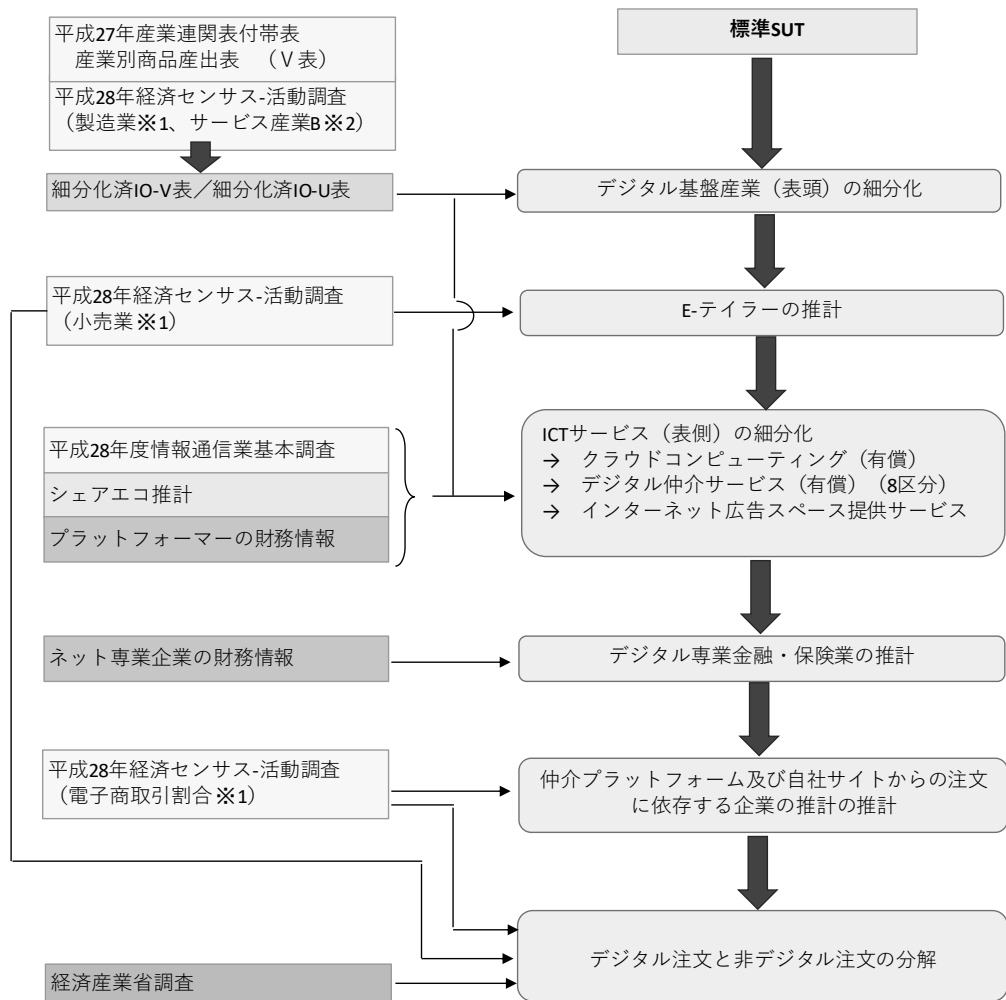 平成27年産業連関表付帯表
産業別商品産出表　（Ｖ表）
平成28年経済センサス-活動調査
（製造業※1、サービス産業B※2）
細分化済IO-V表／細分化済IO-U表
標準SUT
デジタル基盤産業（表頭）の細分化
平成28年経済センサス-活動調査
（小売業※1）
E-テイラーの推計
平成28年度情報通信業基本調査
シェアエコ推計
プラットフォーマーの財務情報
ICTサービス（表側）の細分化
→　クラウドコンピューティング（有償）
→　デジタル仲介サービス（有償）（8区分）
→　インターネット広告スペース提供サービス
ネット専業企業の財務情報
デジタル専業金融・保険業の推計
平成28年経済センサス-活動調査
（電子商取引割合※1）
仲介プラットフォーム及び自社サイトからの注文
に依存する企業の推計の推計
経済産業省調査
デジタル注文と非デジタル注文の分解